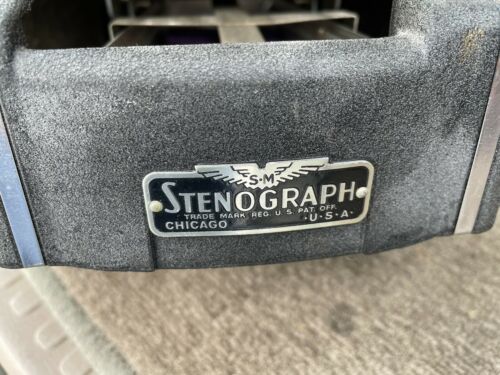 S·M
STENOGRAPH
TRADE MARK REG. U.S. PAT. OFF.
CHICAGO U·S·A·